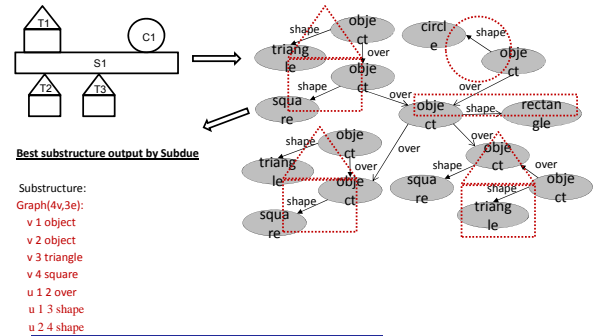 T1
C1
S1
T2
T3
Best substructure output by Subdue
Substructure:
Graph(4v,3e):
v 1 object
v 2 object
v 3 triangle
v 4 square
u 1 2 over
u 1 3 shape
u 2 4 shape
shape
obje
ct
triang
le
over
obje
ct
shape
squa
re
circl
e
shape
obje
ct
over
over
obje
ct
shape
rectan
gle
shape
obje
ct
triang
le
over
obje
ct
shape
squa
re
over
obje
ct
shape
squa
re
over
obje
ct
shape
triang
le